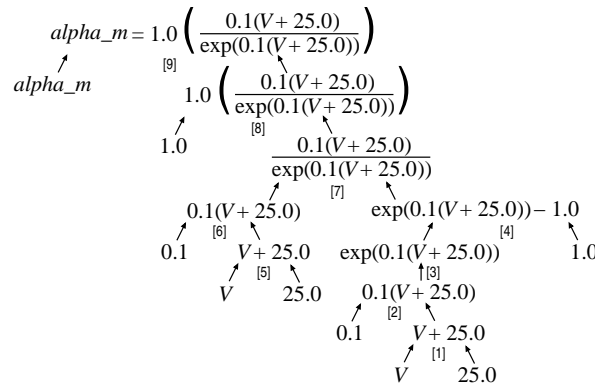 alpha_m = 1.0 ( 0.1(V + 25.0) / exp(0.1(V + 25.0)) )
[9]
alpha_m
1.0 ( 0.1(V + 25.0) / exp(0.1(V + 25.0)) )
[8]
1.0
0.1(V + 25.0) / exp(0.1(V + 25.0))
[7]
0.1(V + 25.0) exp(0.1(V + 25.0)) − 1.0
[6] [4]
0.1 V + 25.0 exp(0.1(V + 25.0)) 1.0
[5] [3]
V 25.0 0.1(V + 25.0)
[2]
0.1 V + 25.0
[1]
V 25.0